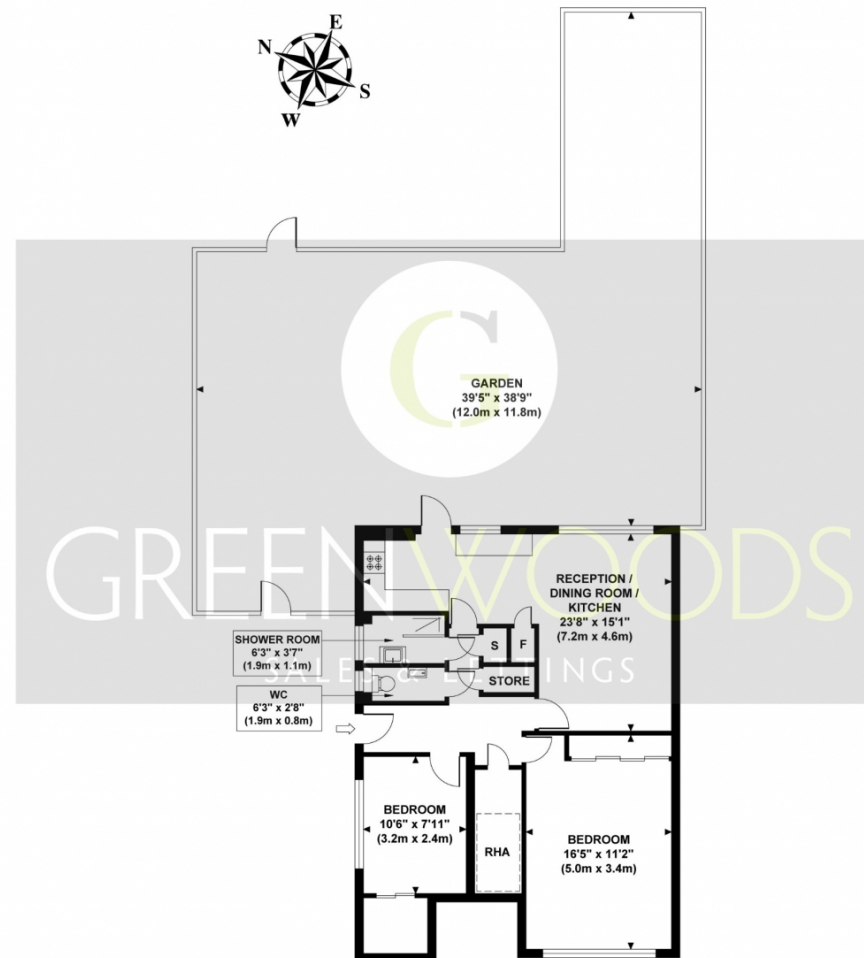 E
N
S
W
G
GARDEN
39'5" x 38'9"
(12.0m x 11.8m)
GREENWOODS
SALES & LETTINGS
RECEPTION /
DINING ROOM /
KITCHEN
23'8" x 15'1"
(7.2m x 4.6m)
SHOWER ROOM
6'3" x 3'7"
(1.9m x 1.1m)
S
F
STORE
WC
6'3" x 2'8"
(1.9m x 0.8m)
BEDROOM
10'6" x 7'11"
(3.2m x 2.4m)
RHA
BEDROOM
16'5" x 11'2"
(5.0m x 3.4m)